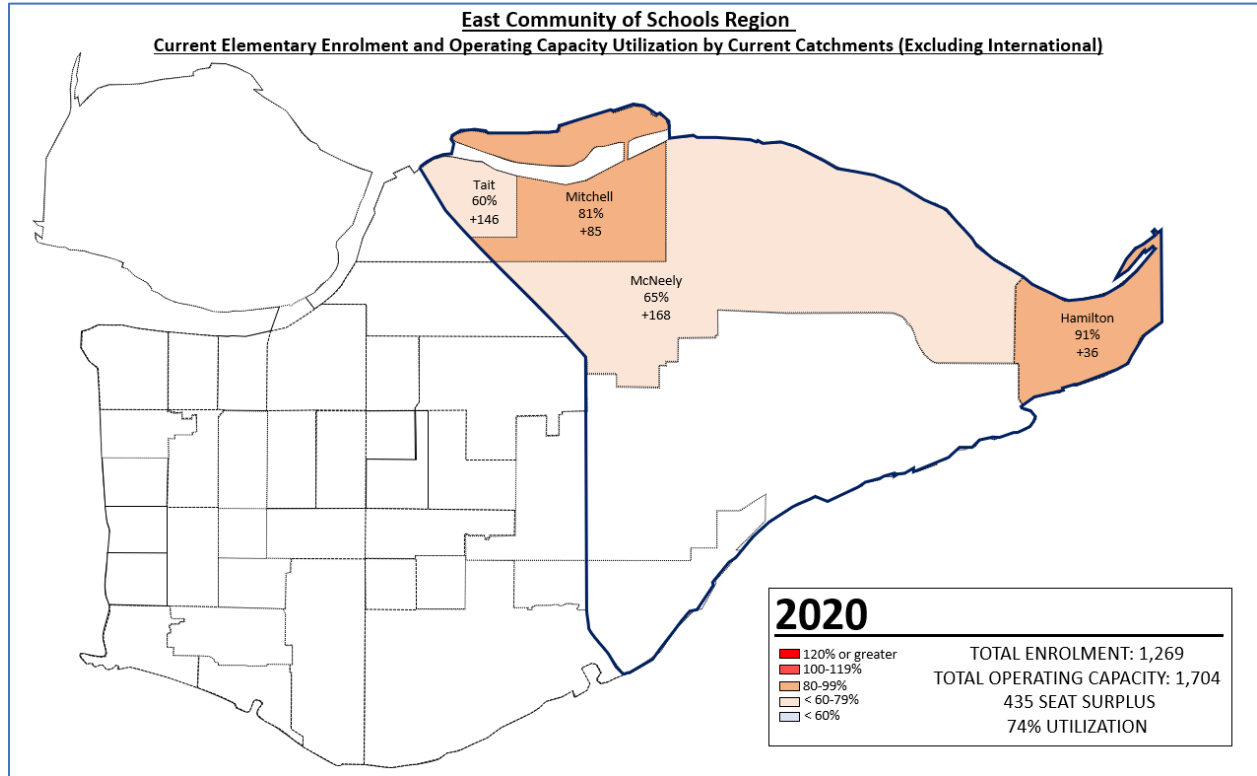 East Community of Schools Region
Current Elementary Enrolment and Operating Capacity Utilization by Current Catchments (Excluding International)
Tait
60%
+146
Mitchell
81%
+85
McNeely
65%
+168
Hamilton
91%
+36
2020
120% or greater
100-119%
80-99%
< 60-79%
< 60%
TOTAL ENROLMENT: 1,269
TOTAL OPERATING CAPACITY: 1,704
435 SEAT SURPLUS
74% UTILIZATION